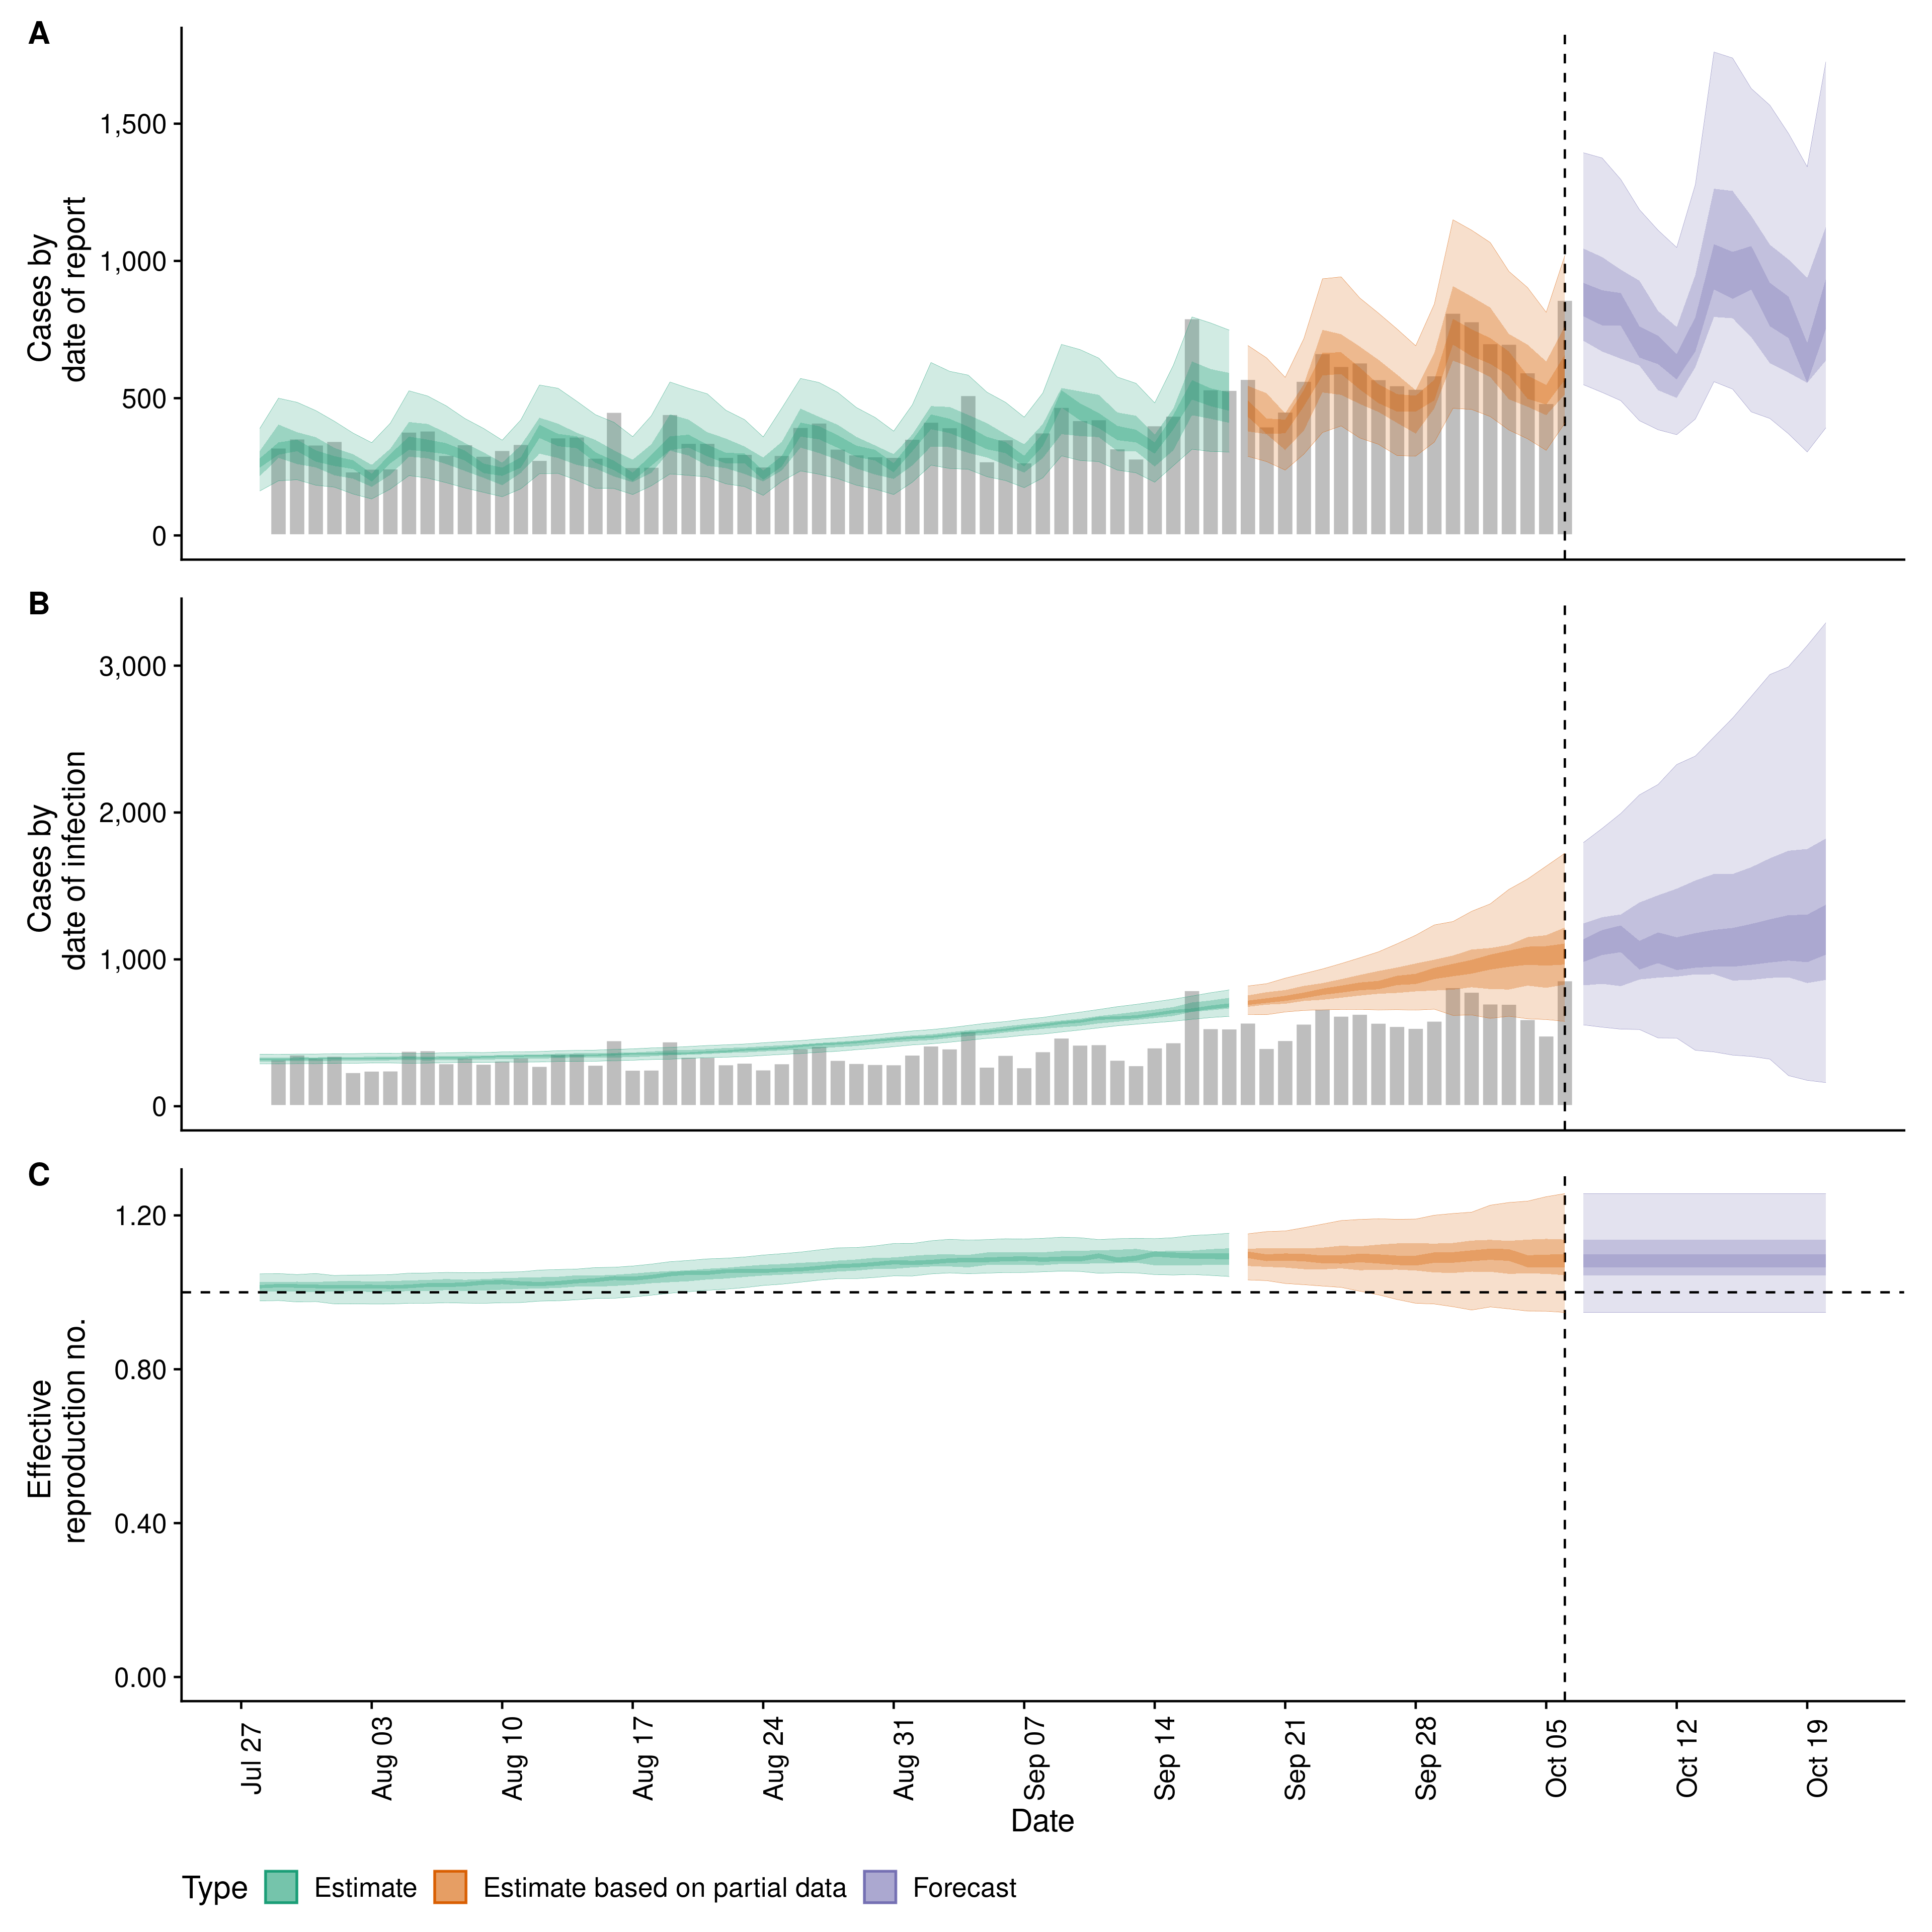 A
1,500
1,000
500
0
Cases by
date of report
B
3,000
2,000
1,000
0
Cases by
date of infection
C
1.20
0.80
0.40
0.00
Effective
reproduction no.
Jul 27
Aug 03
Aug 10
Aug 17
Aug 24
Aug 31
Sep 07
Sep 14
Sep 21
Sep 28
Oct 05
Oct 12
Oct 19
Date
Type Estimate Estimate based on partial data Forecast